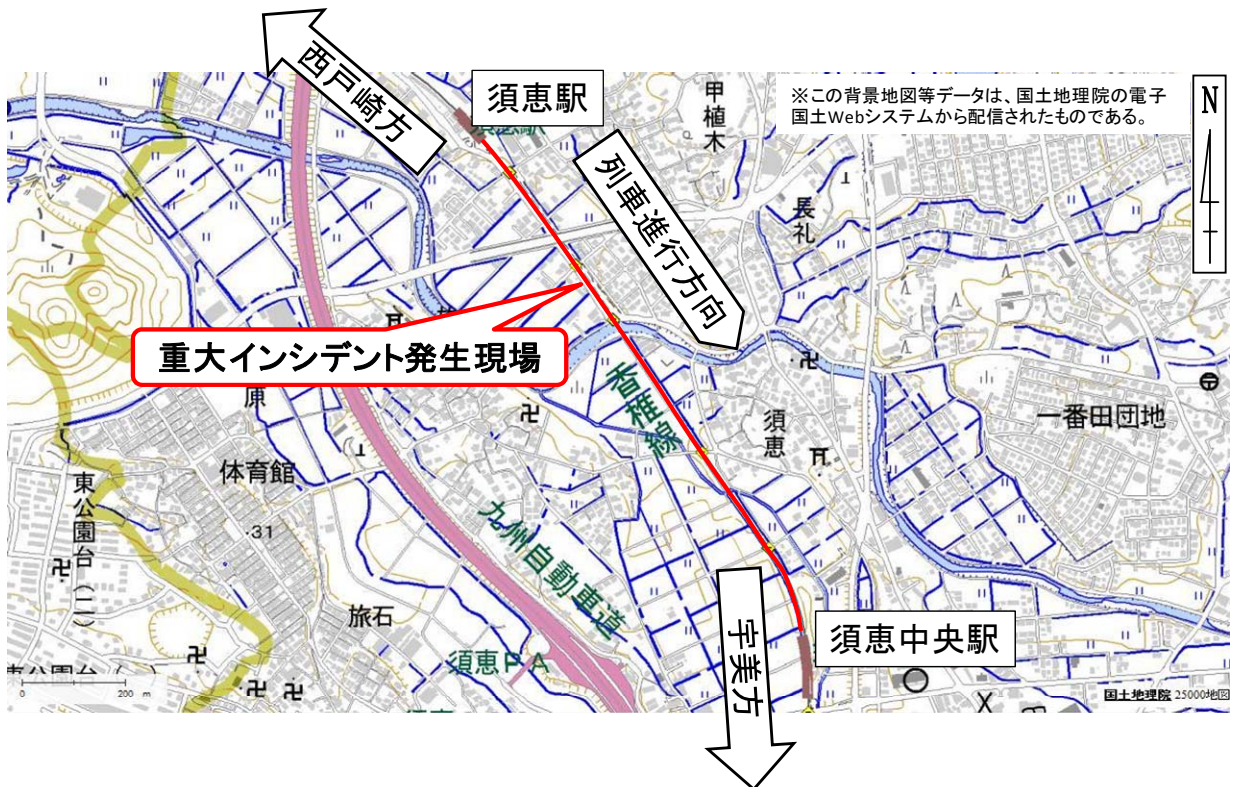 西戸崎方
須恵駅
須恵駅
甲植木
※この背景地図等データは、国土地理院の電子
国土Webシステムから配信されたものである。
N
列車進行方向
長礼
重大インシデント発生現場
原
香椎線
須恵
一番田団地
体育館
東公園台(二)
・31
九州自動車道
旅石
須恵PA
宇美方
須恵中央駅
0
200 m
国土地理院 25000地図